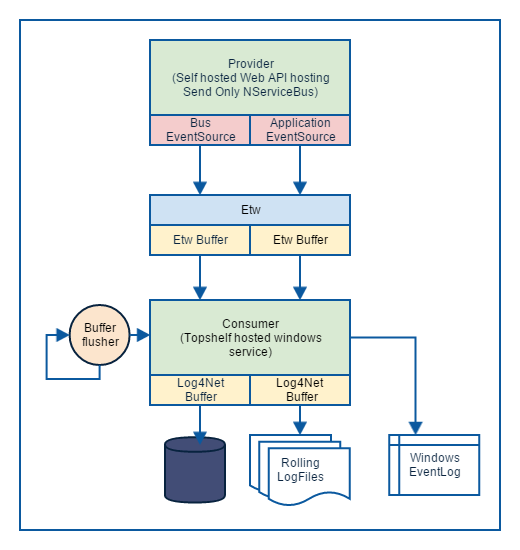 Provider
(Self hosted Web API hosting
Send Only NServiceBus)
Bus
EventSource
Application
EventSource
Etw
Etw Buffer
Etw Buffer
Buffer
flusher
Consumer
(Topshelf hosted windows
service)
Log4Net
Buffer
Log4Net
Buffer
Rolling
LogFiles
Windows
EventLog